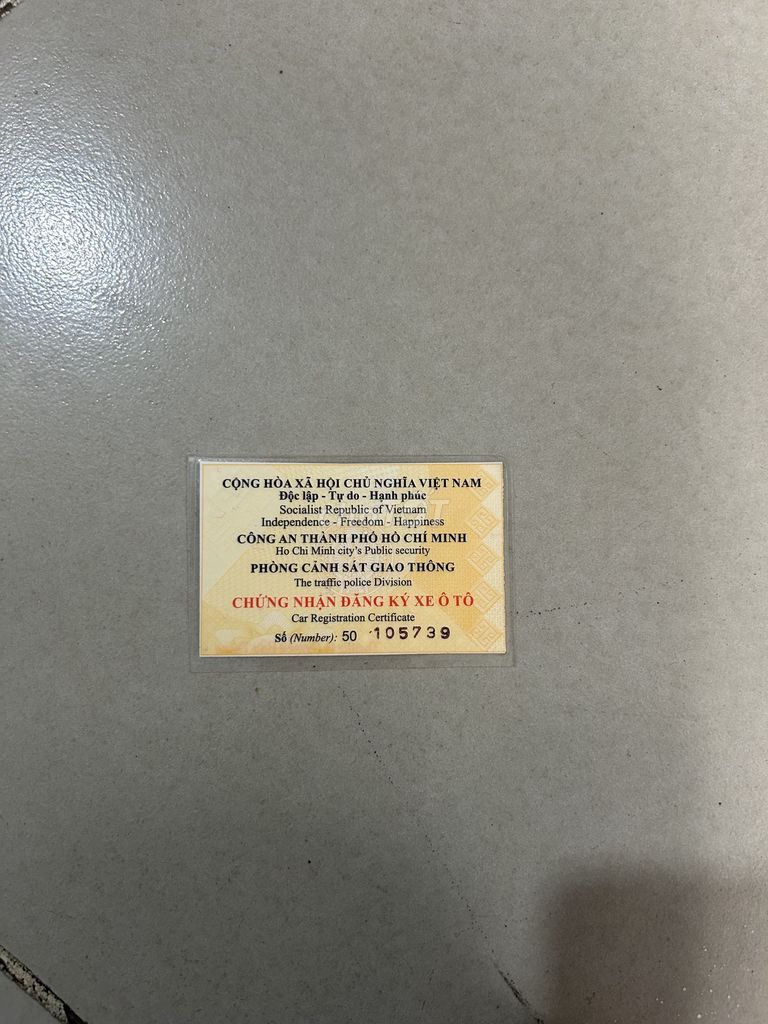 CỘNG HÒA XÃ HỘI CHỦ NGHĨA VIỆT NAM
Độc lập - Tự do - Hạnh phúc
Socialist Republic of Vietnam
Independence - Freedom - Happiness
CÔNG AN THÀNH PHỐ HỒ CHÍ MINH
Ho Chi Minh city's Public security
PHÒNG CẢNH SÁT GIAO THÔNG
The traffic police Division
CHỨNG NHẬN ĐĂNG KÝ XE Ô TÔ
Car Registration Certificate
Số (Number): 50 105739